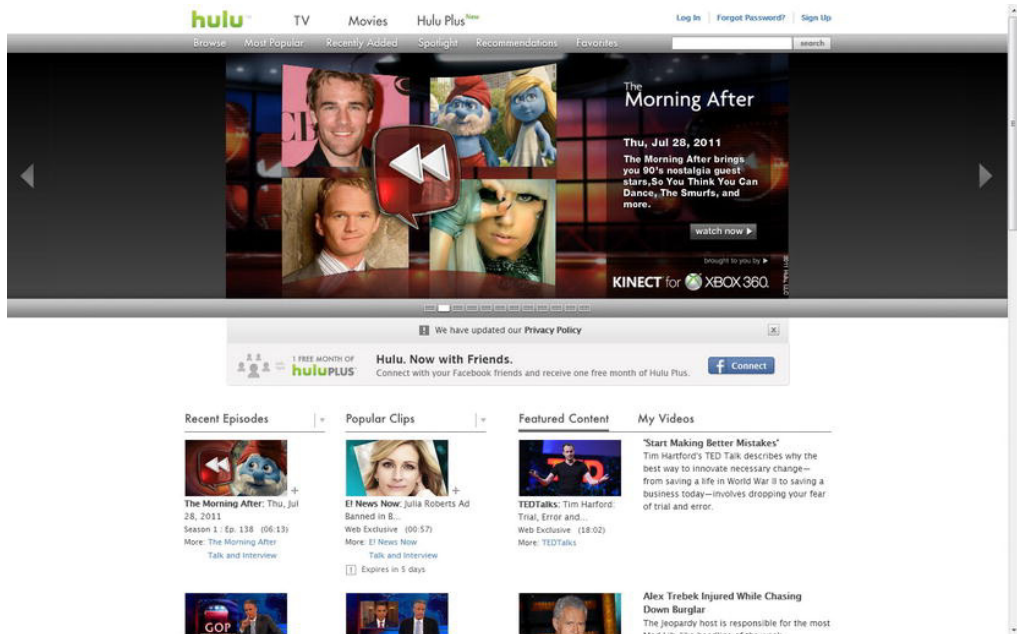 hulu TV Movies Hulu Plus New Log In Forgot Password? Sign Up
Browse Most Popular Recently Added Spotlight Recommendations Favorites search
The
Morning After
Thu, Jul 28, 2011
The Morning After brings
you 90's nostalgia guest
stars,So You Think You Can
Dance, The Smurfs, and
more.
watch now
brought to you by
KINECT for XBOX 360.
We have updated our Privacy Policy x
1 FREE MONTH OF
huluPLUS
Hulu. Now with Friends.
Connect with your Facebook friends and receive one free month of Hulu Plus.
f Connect
Recent Episodes
The Morning After: Thu, Jul
28, 2011
Season 1 : Ep. 138 (06:13)
More: The Morning After
Talk and Interview
GOP
Popular Clips
E! News Now: Julia Roberts Ad
Banned in B...
Web Exclusive (00:57)
More: E! News Now
Talk and Interview
! Expires in 5 days
Featured Content
TED
TEDTalks: Tim Harford:
Trial, Error and...
Web Exclusive (18:02)
More: TEDTalks
My Videos
"Start Making Better Mistakes"
Tim Hartford's TED Talk describes why the
best way to innovate necessary change—
from saving a life in World War II to saving a
business today—involves dropping your fear
of trial and error.
Alex Trebek Injured While Chasing
Down Burglar
The Jeopardy host is responsible for the most